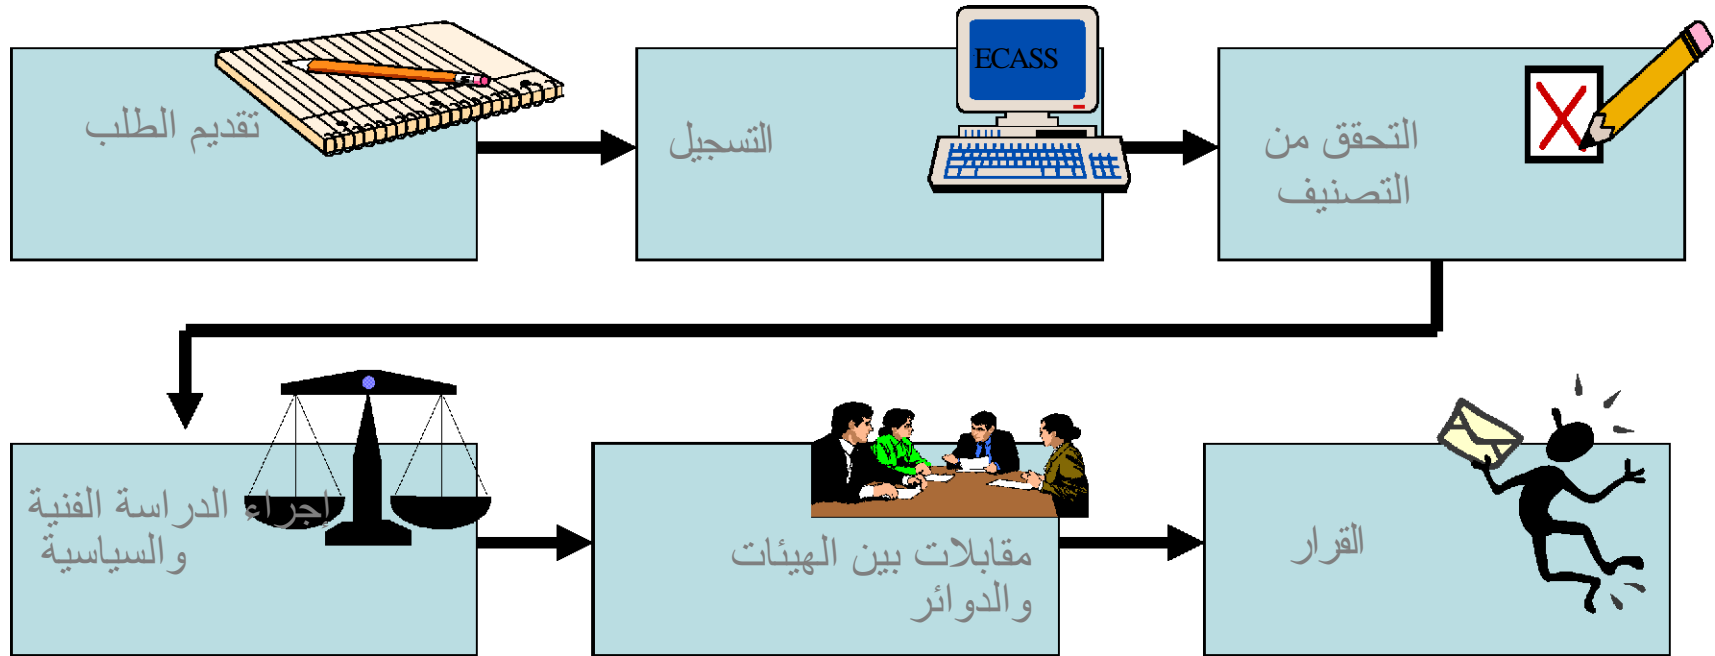 تقديم الطلب
التسجيل
ECASS
التحقق من
التصنيف
إجراء الدراسة الفنية
والسياسية
مقابلات بين الهيئات
والدوائر
القرار